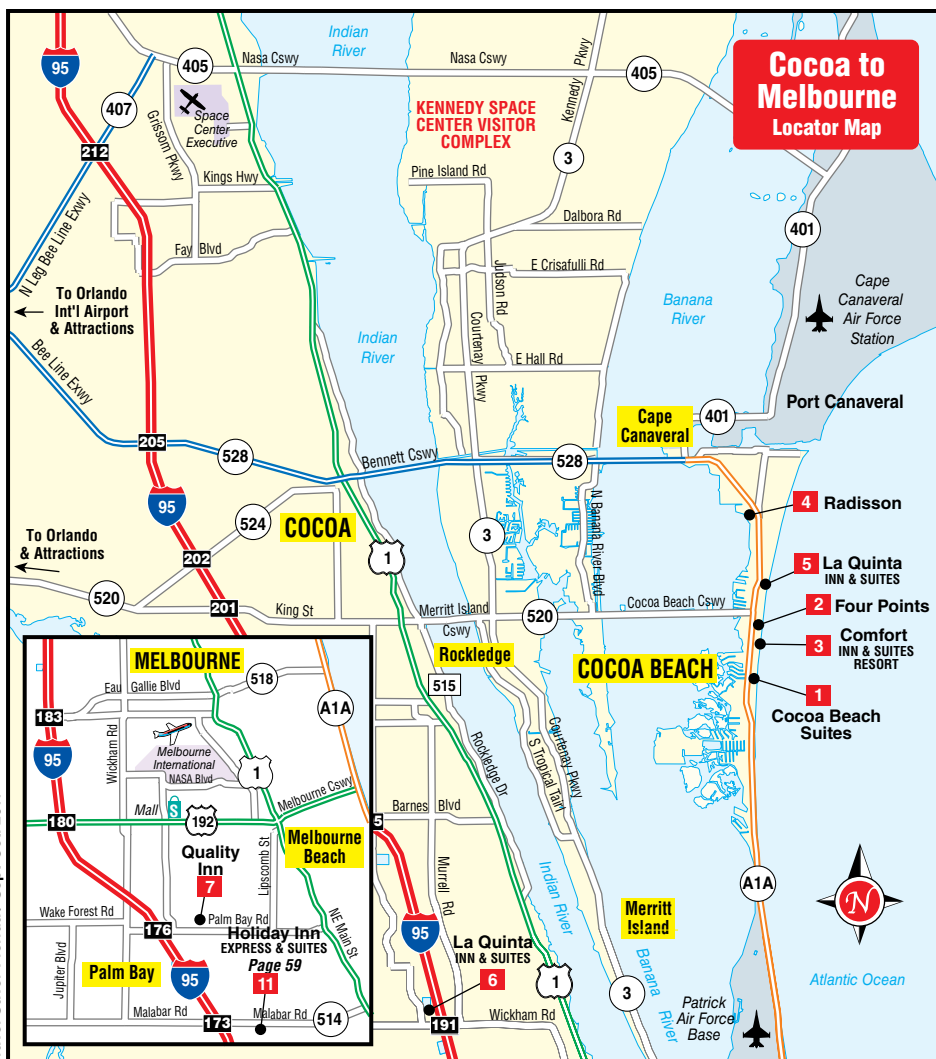 Cocoa to
Melbourne
Locator Map
Indian
River
95
405
Nasa Cswy
Nasa Cswy
Kennedy Pkwy
405
407
Space
Center
Executive
KENNEDY SPACE
CENTER VISITOR
COMPLEX
Grissom Pkwy
212
3
Kings Hwy
Pine Island Rd
N Leg Bee Line Exwy
Dalbora Rd
401
Fay Blvd
Judson Rd
E Crisafulli Rd
To Orlando
Int'l Airport
& Attractions
Banana
River
Cape
Canaveral
Air Force
Station
Indian
River
Courtenay Pkwy
Bee Line Exwy
E Hall Rd
Port Canaveral
Cape
Canaveral
401
205
528
Bennett Cswy
528
95
4 Radisson
524
COCOA
3
N Banana River Blvd
To Orlando
& Attractions
202
1
5 La Quinta
INN & SUITES
520
201
King St
Merritt Island
Cswy
520
Cocoa Beach Cswy
2 Four Points
3 Comfort
INN & SUITES
RESORT
Rockledge
COCOA BEACH
515
1
Cocoa Beach
Suites
Rockledge Dr
S Tropical Tairl
Courtenay Pkwy
MELBOURNE
518
Eau Gallie Blvd
A1A
183
Wickham Rd
95
Melbourne
International
NASA Blvd
1
Melbourne Cswy
Mall
S
180
192
Quality
Inn
7
Lipscomb St
Melbourne
Beach
Wake Forest Rd
176
Palm Bay Rd
NE Main St
Jupiter Blvd
Palm Bay
Holiday Inn
EXPRESS & SUITES
Page 59
11
95
Malabar Rd
173
Malabar Rd
514
5
Barnes Blvd
Murrell Rd
95
La Quinta
INN & SUITES
6
191
Wickham Rd
1
Indian River
Merritt
Island
Banana River
3
A1A
N
Atlantic Ocean
Patrick
Air Force
Base